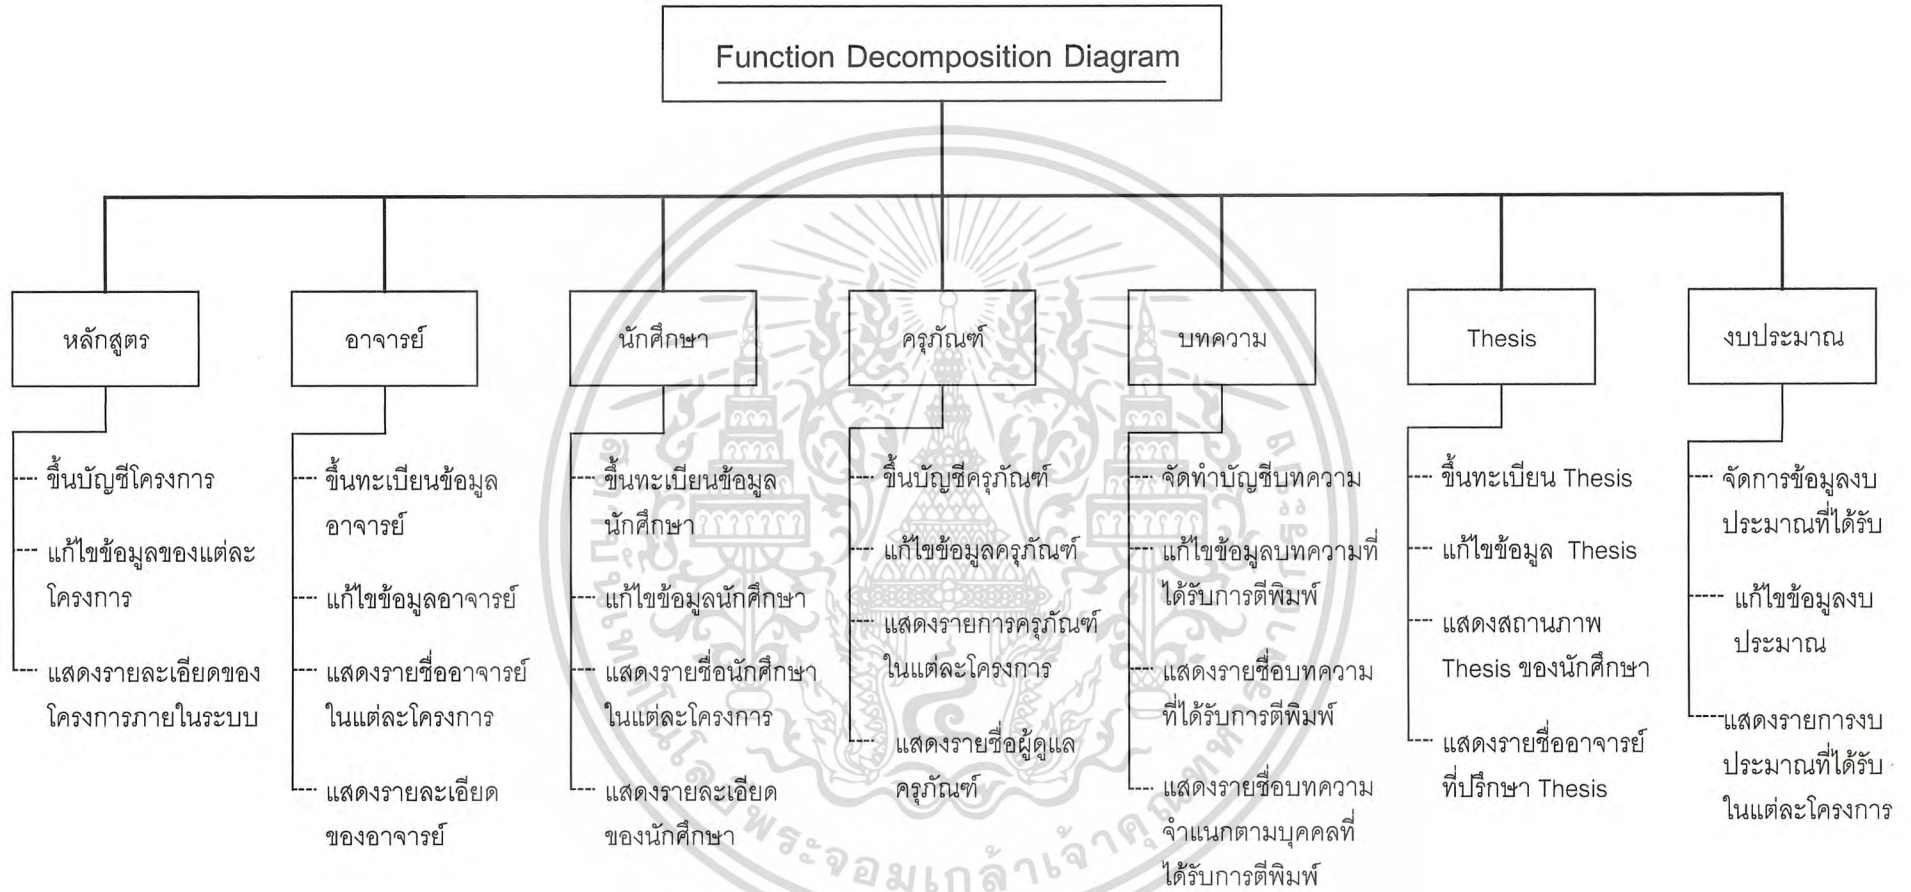 Function Decomposition Diagram
หลักสูตร
ขึ้นบัญชีโครงการ
แก้ไขข้อมูลของแต่ละ
โครงการ
แสดงรายละเอียดของ
โครงการภายในระบบ
อาจารย์
ขึ้นทะเบียนข้อมูล
อาจารย์
แก้ไขข้อมูลอาจารย์
แสดงรายชื่ออาจารย์
ในแต่ละโครงการ
แสดงรายละเอียด
ของอาจารย์
นักศึกษา
ขึ้นทะเบียนข้อมูล
นักศึกษา
แก้ไขข้อมูลนักศึกษา
แสดงรายชื่อนักศึกษา
ในแต่ละโครงการ
แสดงรายละเอียด
ของนักศึกษา
ครุภัณฑ์
ขึ้นบัญชีครุภัณฑ์
แก้ไขข้อมูลครุภัณฑ์
แสดงรายการครุภัณฑ์
ในแต่ละโครงการ
แสดงรายชื่อผู้ดูแล
ครุภัณฑ์
บทความ
จัดทำบัญชีบทความ
แก้ไขข้อมูลบทความที่
ได้รับการตีพิมพ์
แสดงรายชื่อบทความ
ที่ได้รับการตีพิมพ์
แสดงรายชื่อบทความ
จำแนกตามบุคคลที่
ได้รับการตีพิมพ์
Thesis
ขึ้นทะเบียน Thesis
แก้ไขข้อมูล Thesis
แสดงสถานภาพ
Thesis ของนักศึกษา
แสดงรายชื่ออาจารย์
ที่ปรึกษา Thesis
งบประมาณ
จัดการข้อมูลงบ
ประมาณที่ได้รับ
แก้ไขข้อมูลงบ
ประมาณ
แสดงรายการงบ
ประมาณที่ได้รับ
ในแต่ละโครงการ
พระจอมเกล้าเจ้าคุณทหาร